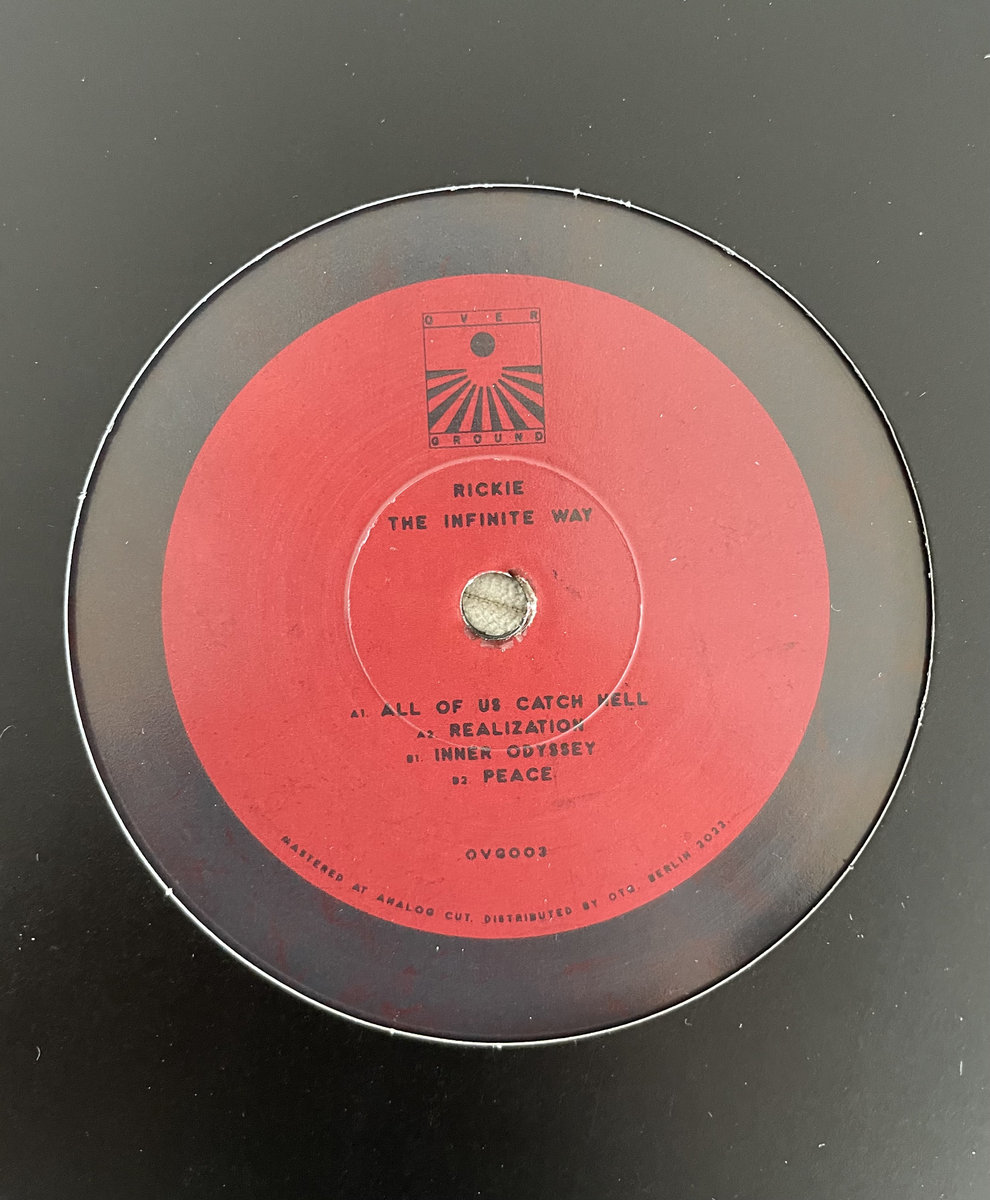 OVER
GROUND
RICKIE
THE INFINITE WAY
A1. ALL OF US CATCH HELL
A2. REALIZATION
B1. INNER ODYSSEY
B2. PEACE
OVG003
MASTERED AT ANALOG CUT. DISTRIBUTED BY OTG. BERLIN 2023.